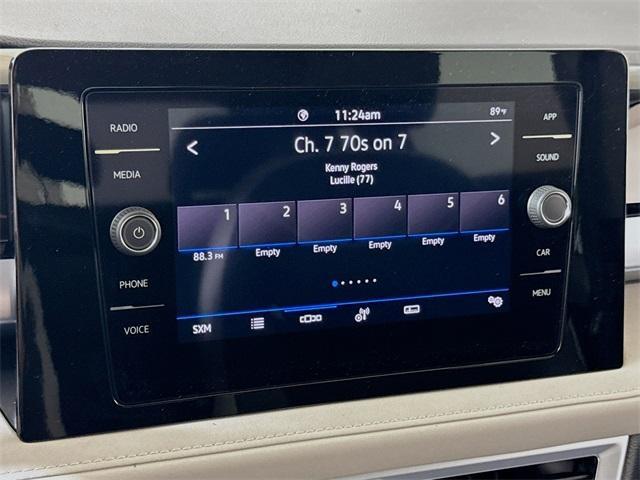 11:24am
89°F
Ch. 7 70s on 7
Kenny Rogers
Lucille (77)
1 2 3 4 5 6
88.3 FM Empty Empty Empty Empty Empty
SXM
RADIO
MEDIA
PHONE
VOICE
APP
SOUND
CAR
MENU